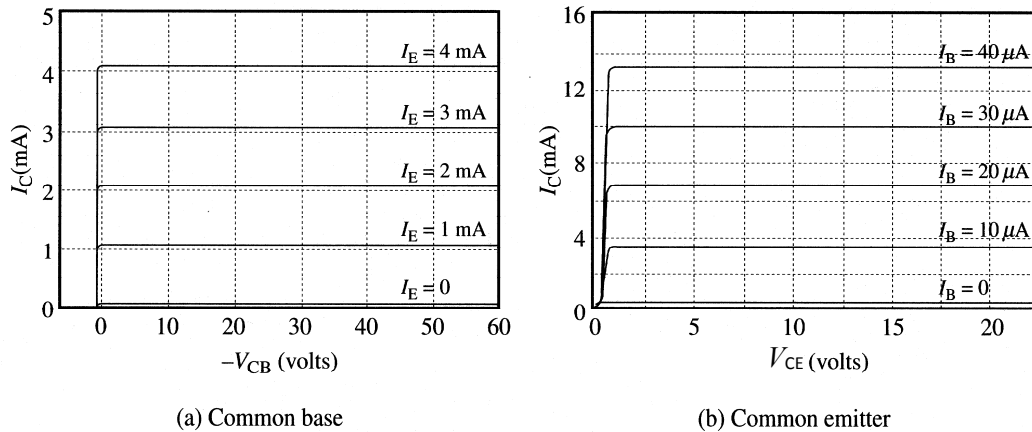 5
4
3
2
1
0
I_C(mA)
I_E = 4 mA
I_E = 3 mA
I_E = 2 mA
I_E = 1 mA
I_E = 0
0 10 20 30 40 50 60
–V_CB (volts)
(a) Common base
16
12
8
4
0
I_C(mA)
I_B = 40 μA
I_B = 30 μA
I_B = 20 μA
I_B = 10 μA
I_B = 0
0 5 10 15 20
V_CE (volts)
(b) Common emitter